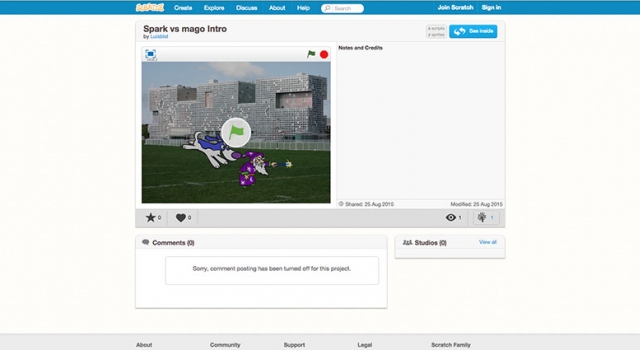 SCRATCH Create Explore Discuss About Help Search Join Scratch Sign in
Spark vs mago intro
by Luisbid
6 scripts
6 sprites
See inside
Notes and Credits
Shared: 25 Aug 2015 Modified: 25 Aug 2015
0 0 1 1
Comments (0) Studios (0) View all
Sorry, comment posting has been turned off for this project.
About Community Support Legal Scratch Family